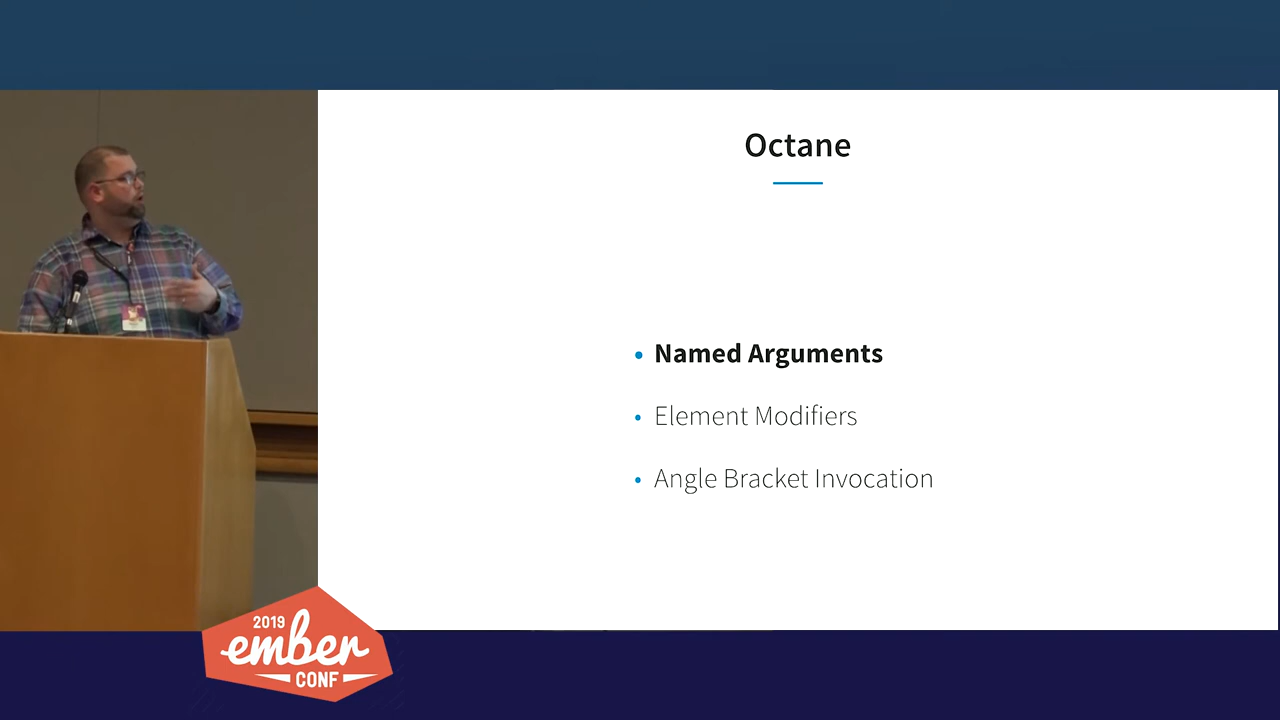 Octane
• Named Arguments
• Element Modifiers
• Angle Bracket Invocation
2019
ember
CONF